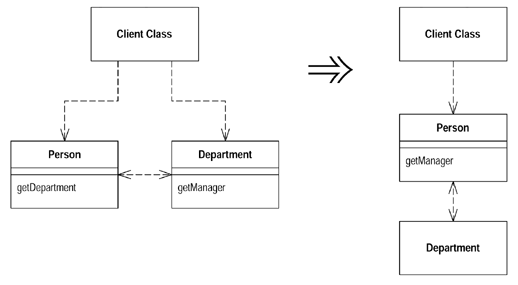 Client Class
Client Class
Person
Department
Person
getDepartment
getManager
getManager
Department